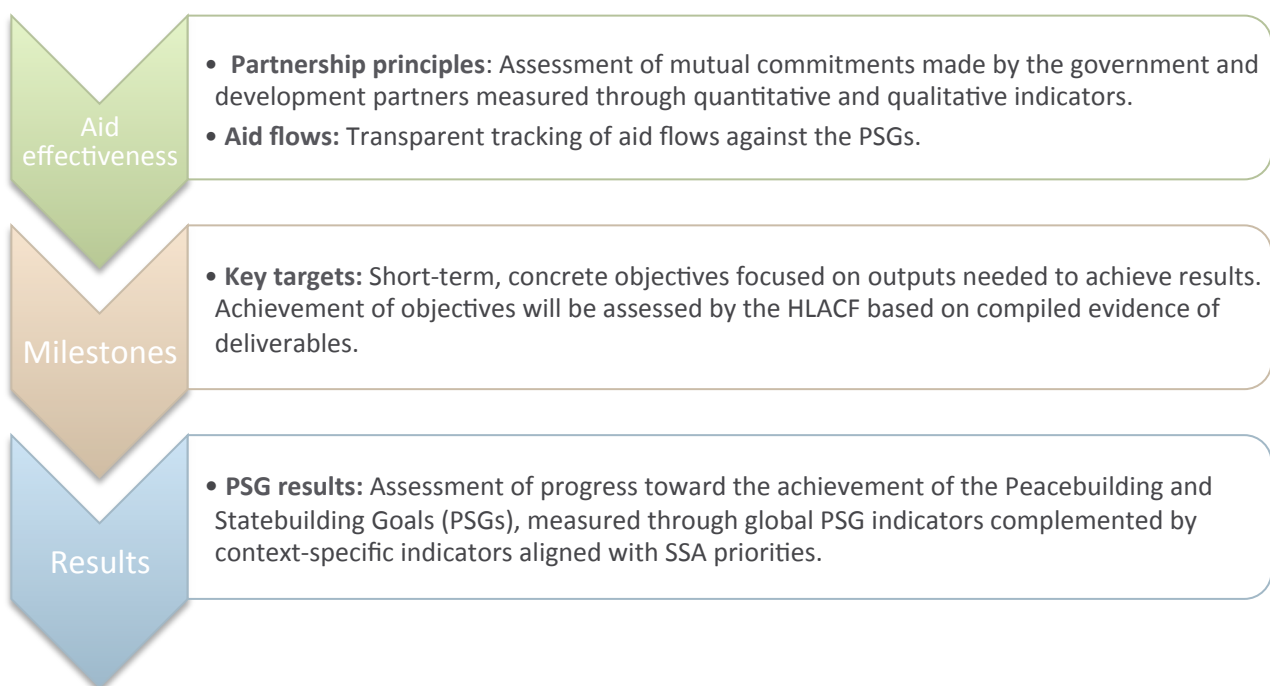 Aid
effectiveness
• Partnership principles: Assessment of mutual commitments made by the government and
development partners measured through quantitative and qualitative indicators.
• Aid flows: Transparent tracking of aid flows against the PSGs.
Milestones
• Key targets: Short-term, concrete objectives focused on outputs needed to achieve results.
Achievement of objectives will be assessed by the HLACF based on compiled evidence of
deliverables.
Results
• PSG results: Assessment of progress toward the achievement of the Peacebuilding and
Statebuilding Goals (PSGs), measured through global PSG indicators complemented by
context-specific indicators aligned with SSA priorities.